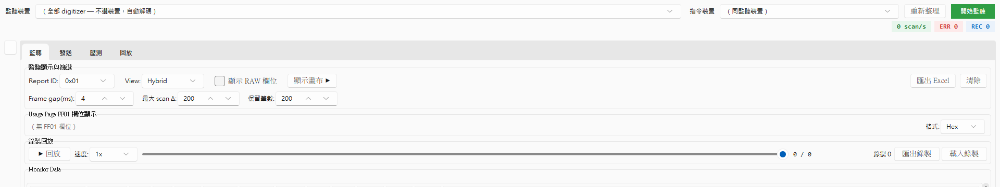 監聽裝置 (全部 digitizer — 不選裝置,自動解碼) 指令裝置 (同監聽裝置) 重新整理 開始監聽
0 scan/s ERR 0 REC 0
監聽 發送 壓測 回放
監聽顯示與篩選
Report ID: 0x01 View: Hybrid 顯示 RAW 欄位 顯示畫布 ▶ 匯出 Excel 清除
Frame gap(ms): 4 最大 scan Δ: 200 保留筆數: 200
Usage Page FF01 欄位顯示
(無 FF01 欄位) 格式: Hex
錄製回放
▶ 回放 速度: 1x 0 / 0 錄製 0 匯出錄製 載入錄製
Monitor Data